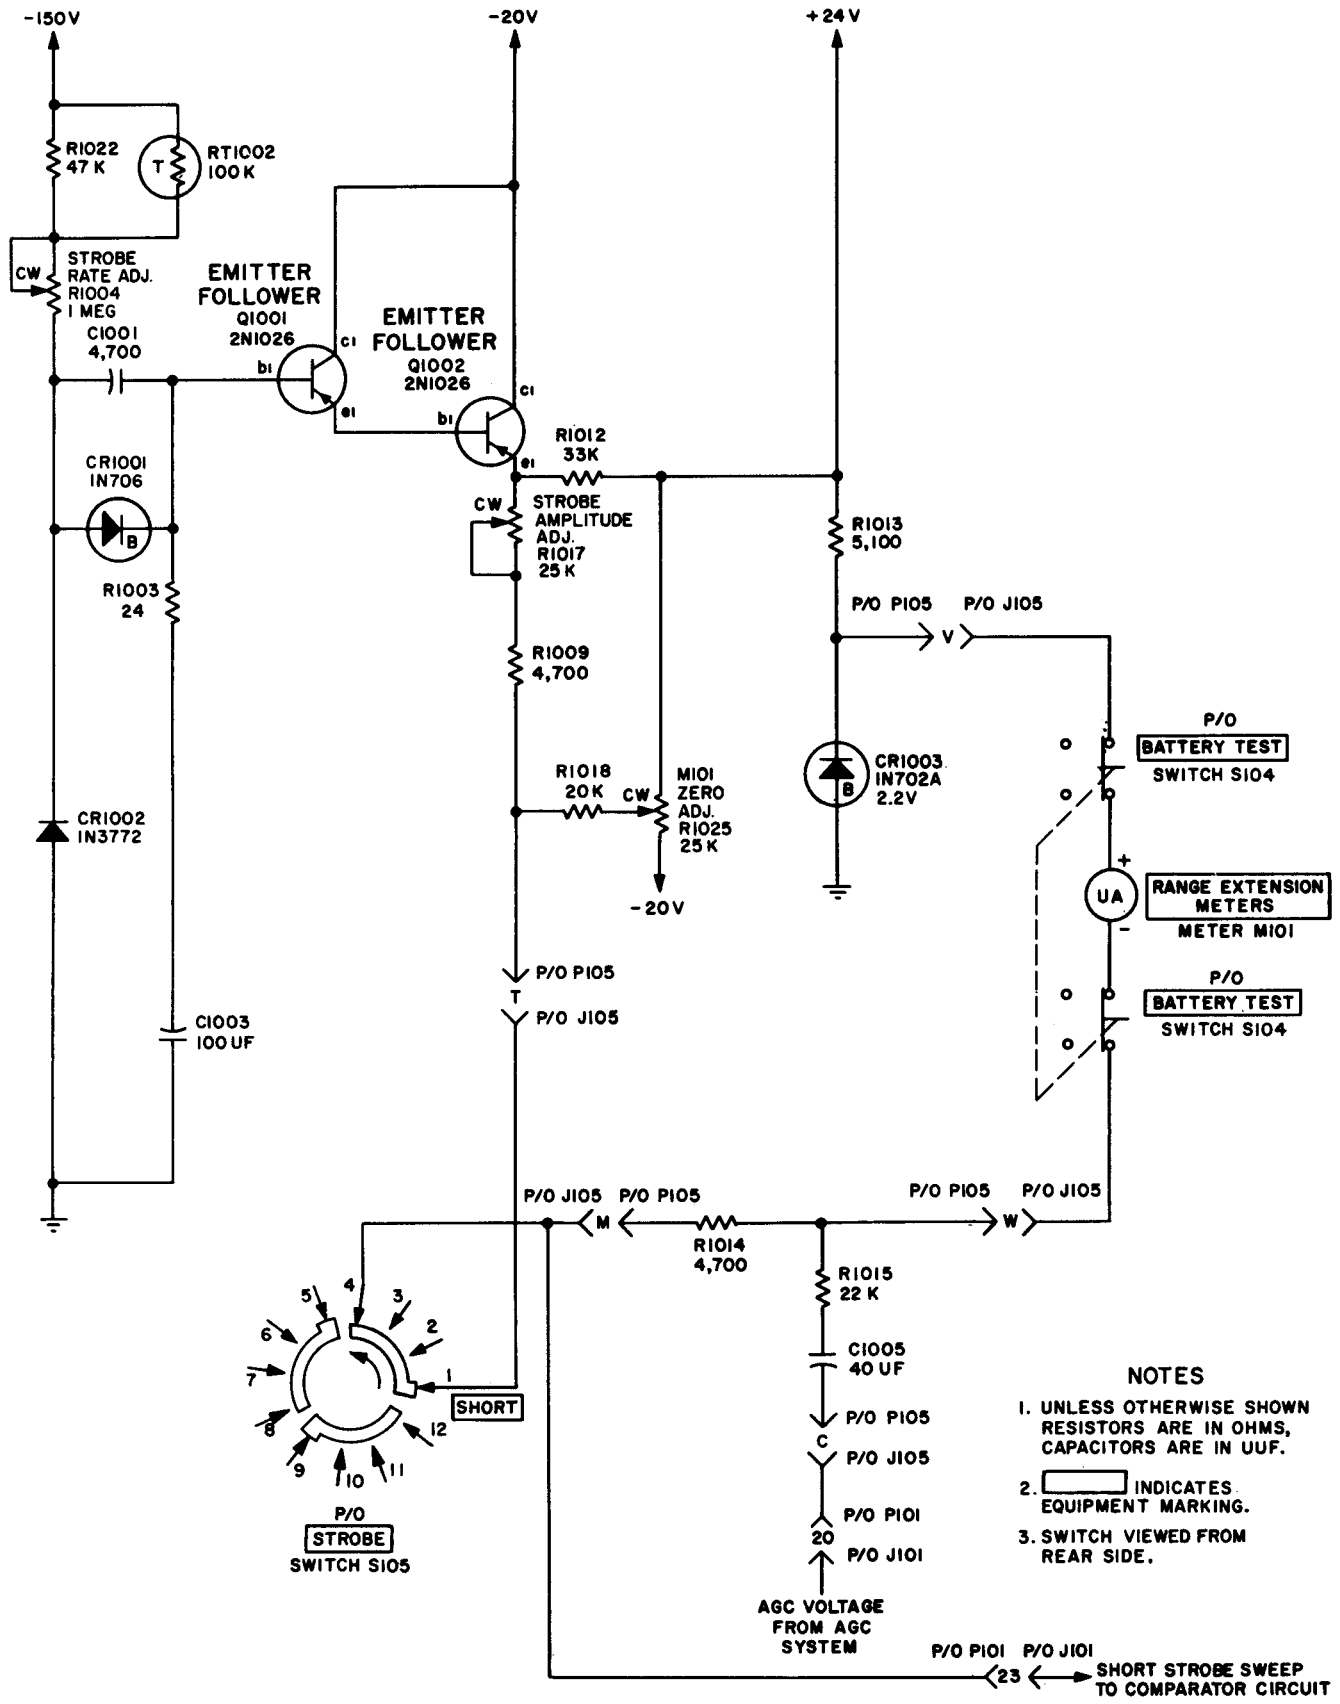 -150V
-20V
+24V
R1022
47 K
T
RT1002
100 K
CW
STROBE
RATE ADJ.
R1004
1 MEG
C1001
4,700
EMITTER
FOLLOWER
Q1001
2N1026
b1
c1
e1
EMITTER
FOLLOWER
Q1002
2N1026
b1
c1
e1
R1012
33K
CR1001
IN706
B
R1003
24
CW
STROBE
AMPLITUDE
ADJ.
R1017
25 K
R1013
5,100
P/O P105
P/O J105
V
R1009
4,700
P/O
BATTERY TEST
SWITCH S104
R1018
20 K
CW
M101
ZERO
ADJ.
R1025
25 K
-20V
CR1003
IN702A
2.2V
B
CR1002
IN3772
+
UA
-
RANGE EXTENSION
METERS
METER M101
P/O P105
T
P/O J105
P/O
BATTERY TEST
SWITCH S104
C1003
100 UF
P/O J105
P/O P105
M
R1014
4,700
P/O P105
P/O J105
W
R1015
22 K
C1005
40 UF
P/O P105
C
P/O J105
P/O P101
20
P/O J101
AGC VOLTAGE
FROM AGC
SYSTEM
5
4
3
2
6
7
1
8
12
9
10
11
SHORT
P/O
STROBE
SWITCH S105
NOTES
1. UNLESS OTHERWISE SHOWN
RESISTORS ARE IN OHMS,
CAPACITORS ARE IN UUF.
2. INDICATES
EQUIPMENT MARKING.
3. SWITCH VIEWED FROM
REAR SIDE.
P/O P101
P/O J101
23
SHORT STROBE SWEEP
TO COMPARATOR CIRCUIT